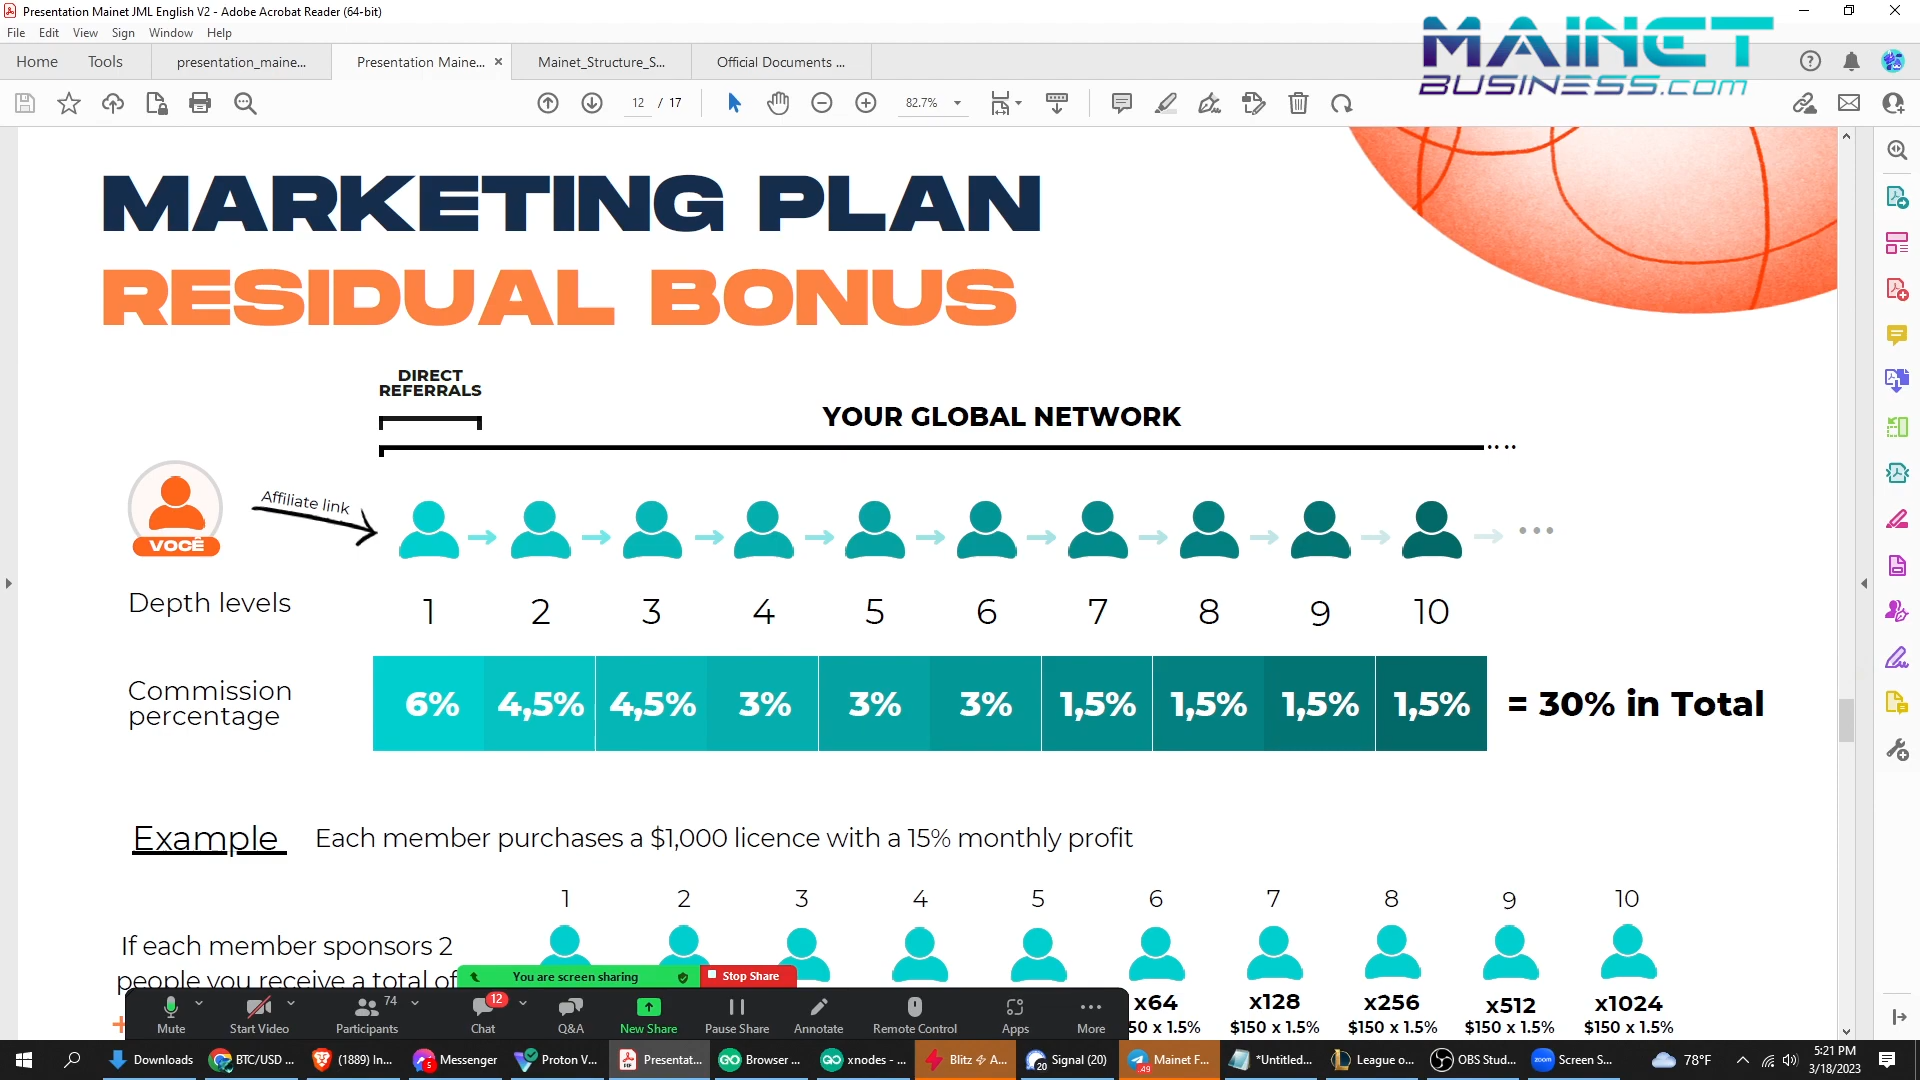 Presentation Mainet JML English V2 - Adobe Acrobat Reader (64-bit)
File Edit View Sign Window Help
MAINET
BUSINESS.com
Home Tools presentation_maine... Presentation Maine... × Mainet_Structure_S... Official Documents ...
12 / 17 82.7%
MARKETING PLAN
RESIDUAL BONUS
DIRECT
REFERRALS
YOUR GLOBAL NETWORK
Affiliate link
VOCÊ
Depth levels 1 2 3 4 5 6 7 8 9 10
Commission
percentage
6% 4,5% 4,5% 3% 3% 3% 1,5% 1,5% 1,5% 1,5% = 30% in Total
Example Each member purchases a $1,000 licence with a 15% monthly profit
1 2 3 4 5 6 7 8 9 10
If each member sponsors 2
people you receive a total of
You are screen sharing Stop Share
x64 x128 x256 x512 x1024
50 x 1.5% $150 x 1.5% $150 x 1.5% $150 x 1.5% $150 x 1.5%
74 12
Mute Start Video Participants Chat Q&A New Share Pause Share Annotate Remote Control Apps More
Downloads BTC/USD ... (1889) In... Messenger Proton V... Presentat... Browser ... xnodes - ... Blitz ⚡ A... Signal (20) Mainet F... *Untitled... League o... OBS Stud... Screen S... 78°F
5:21 PM
3/18/2023